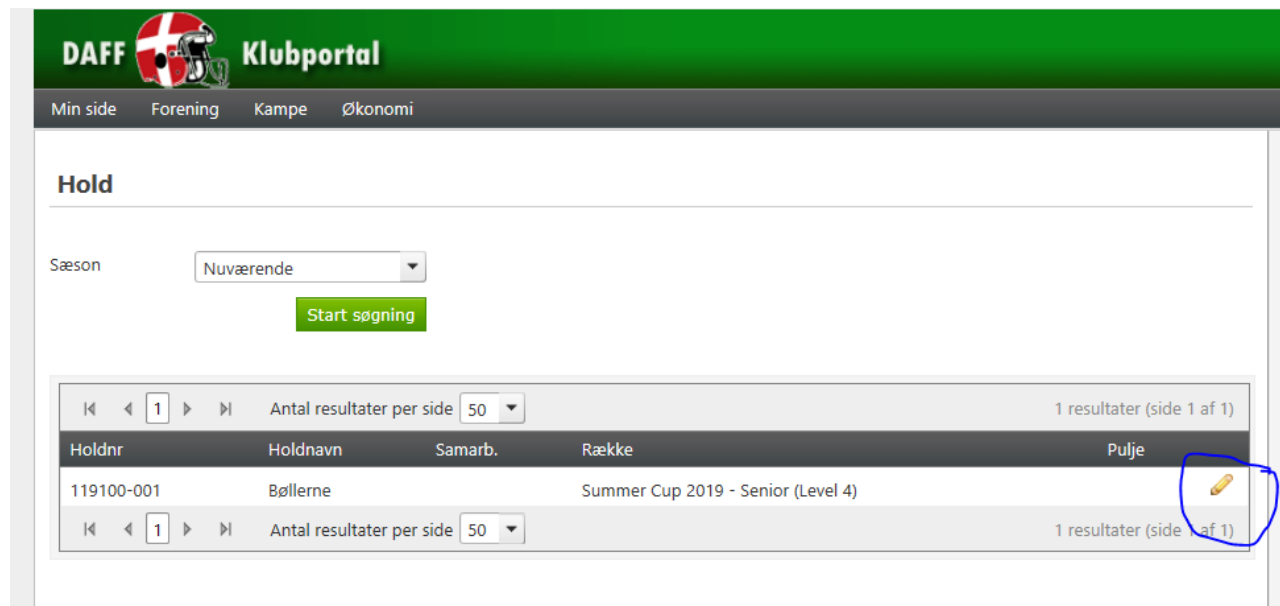 DAFF Klubportal
Min side Forening Kampe Økonomi
Hold
Sæson Nuværende
Start søgning
1 Antal resultater per side 50 1 resultater (side 1 af 1)
Holdnr Holdnavn Samarb. Række Pulje
119100-001 Bøllerne Summer Cup 2019 - Senior (Level 4)
1 Antal resultater per side 50 1 resultater (side 1 af 1)